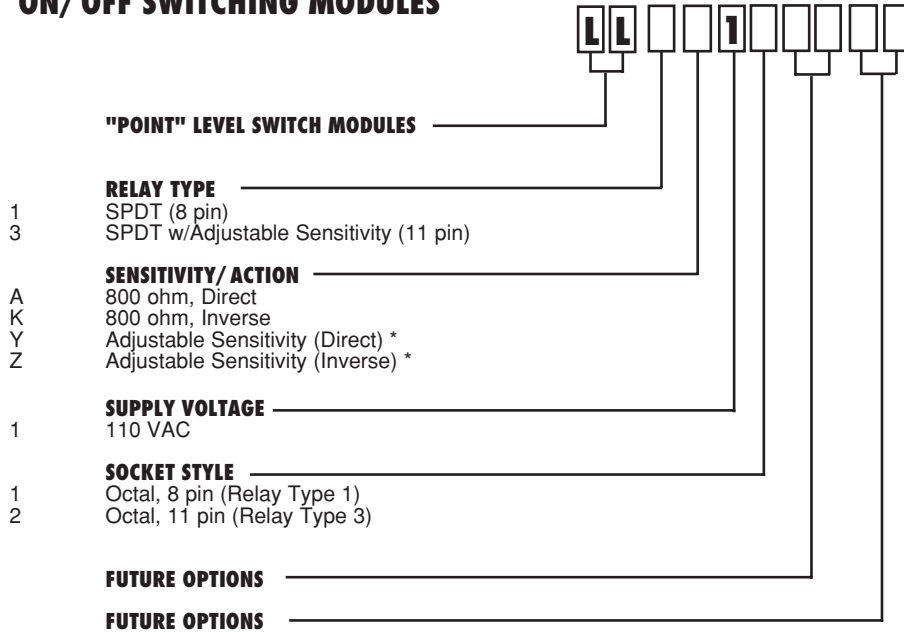 ON/OFF SWITCHING MODULES
L L 1
"POINT" LEVEL SWITCH MODULES
RELAY TYPE
1 SPDT (8 pin)
3 SPDT w/Adjustable Sensitivity (11 pin)
SENSITIVITY/ACTION
A 800 ohm, Direct
K 800 ohm, Inverse
Y Adjustable Sensitivity (Direct) *
Z Adjustable Sensitivity (Inverse) *
SUPPLY VOLTAGE
1 110 VAC
SOCKET STYLE
1 Octal, 8 pin (Relay Type 1)
2 Octal, 11 pin (Relay Type 3)
FUTURE OPTIONS
FUTURE OPTIONS